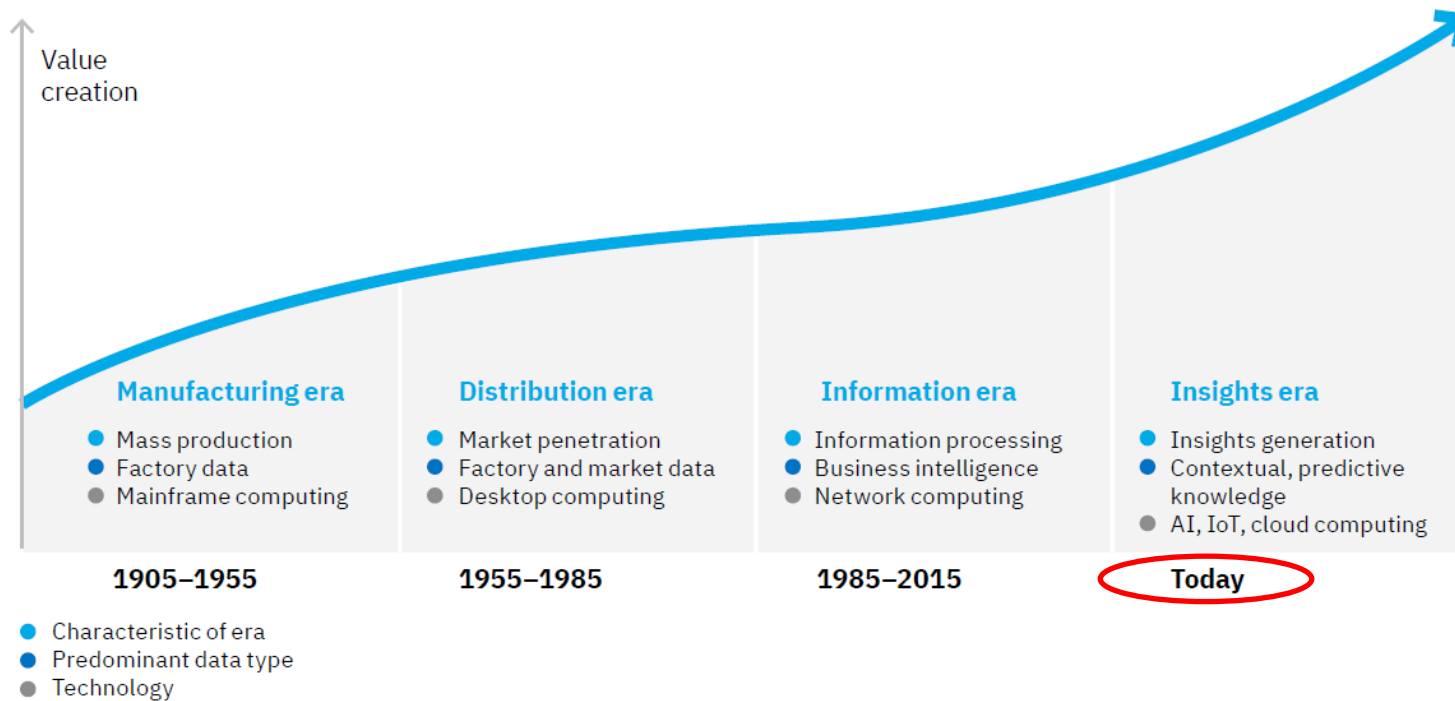 Value
creation
Manufacturing era
Mass production
Factory data
Mainframe computing
Distribution era
Market penetration
Factory and market data
Desktop computing
Information era
Information processing
Business intelligence
Network computing
Insights era
Insights generation
Contextual, predictive
knowledge
AI, IoT, cloud computing
1905–1955
1955–1985
1985–2015
Today
Characteristic of era
Predominant data type
Technology